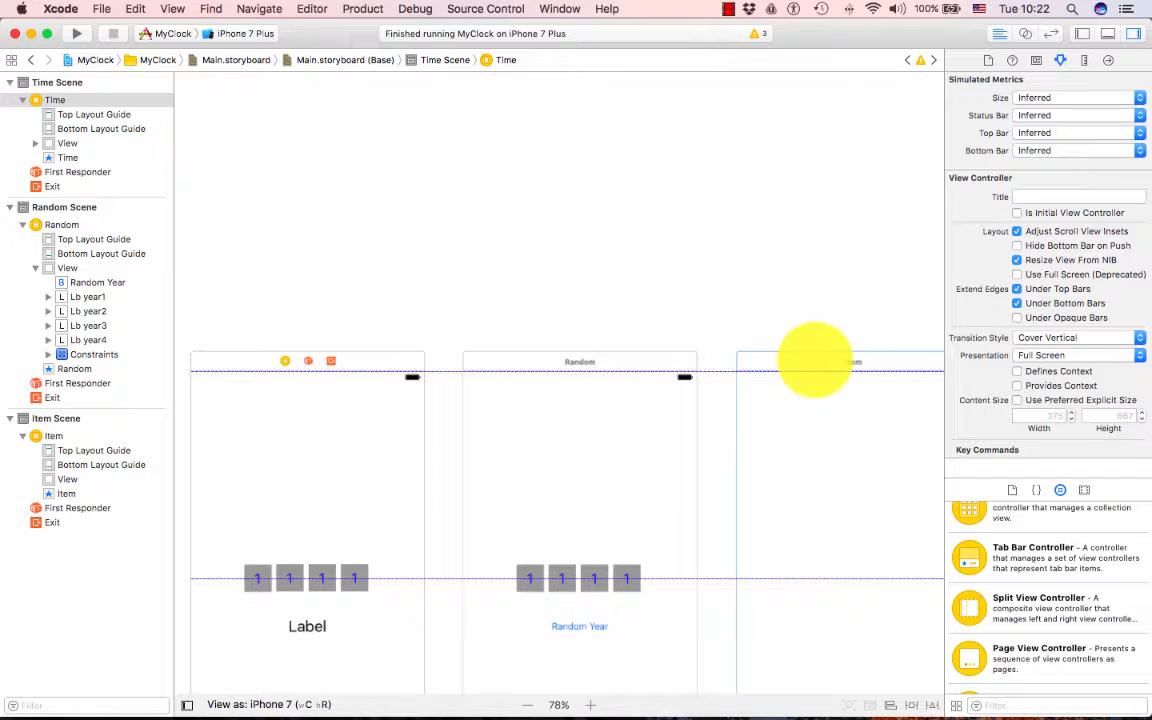 Xcode File Edit View Find Navigate Editor Product Debug Source Control Window Help 100% Tue 10:22
MyClock iPhone 7 Plus Finished running MyClock on iPhone 7 Plus 3
MyClock MyClock Main.storyboard Main.storyboard (Base) Time Scene Time
Time Scene
Time
Top Layout Guide
Bottom Layout Guide
View
Time
First Responder
Exit
Random Scene
Random
Top Layout Guide
Bottom Layout Guide
View
B Random Year
L Lb year1
L Lb year2
L Lb year3
L Lb year4
Constraints
Random
First Responder
Exit
Item Scene
Item
Top Layout Guide
Bottom Layout Guide
View
Item
First Responder
Exit
Filter
Random
1 1 1 1
Label
1 1 1 1
Random Year
View as: iPhone 7 (wC hR)
78%
Simulated Metrics
Size Inferred
Status Bar Inferred
Top Bar Inferred
Bottom Bar Inferred
View Controller
Title
Is Initial View Controller
Layout Adjust Scroll View Insets
Hide Bottom Bar on Push
Resize View From NIB
Use Full Screen (Deprecated)
Extend Edges Under Top Bars
Under Bottom Bars
Under Opaque Bars
Transition Style Cover Vertical
Presentation Full Screen
Defines Context
Provides Context
Content Size Use Preferred Explicit Size
375 667
Width Height
Key Commands
controller that manages a collection
view.
Tab Bar Controller - A
controller that manages a set of view controllers
that represent tab bar items.
Split View Controller - A
composite view controller that
manages left and right view controlle...
Page View Controller - Presents a
sequence of view controllers as
pages.
Filter